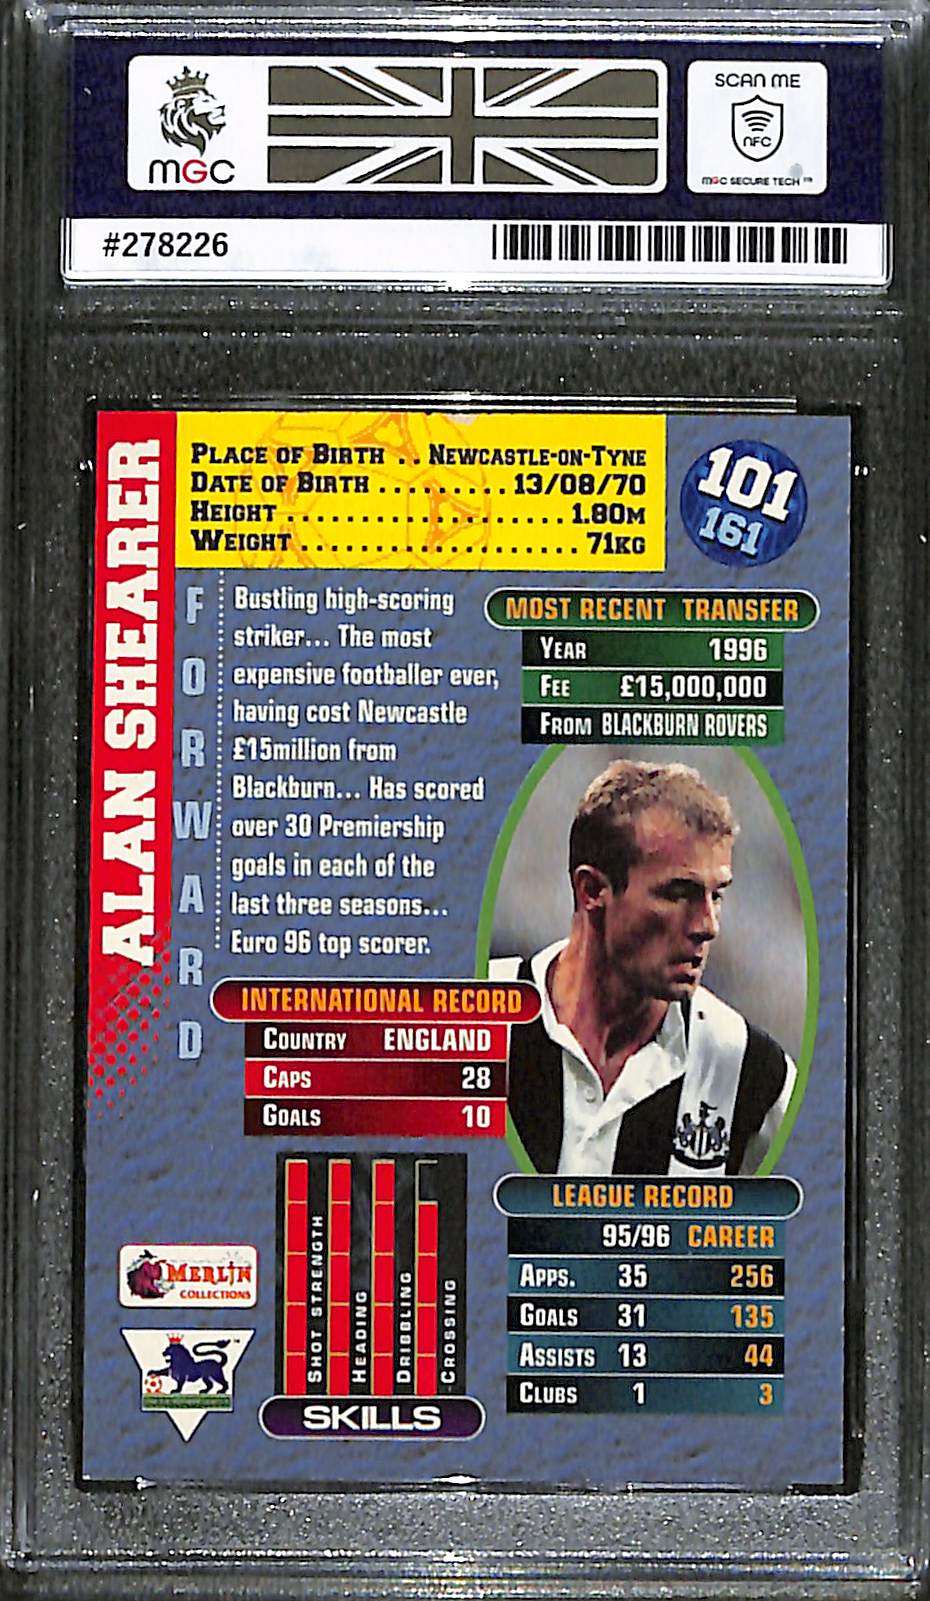 MGC
SCAN ME
NFC
MGC SECURE TECH™
#278226
ALAN SHEARER
FORWARD
PLACE OF BIRTH .. NEWCASTLE-ON-TYNE
DATE OF BIRTH ......... 13/08/70
HEIGHT ................... 1.80M
WEIGHT ................... 71KG
101
161
Bustling high-scoring
striker... The most
expensive footballer ever,
having cost Newcastle
£15million from
Blackburn... Has scored
over 30 Premiership
goals in each of the
last three seasons...
Euro 96 top scorer.
MOST RECENT TRANSFER
YEAR 1996
FEE £15,000,000
FROM BLACKBURN ROVERS
INTERNATIONAL RECORD
COUNTRY ENGLAND
CAPS 28
GOALS 10
SHOT STRENGTH
HEADING
DRIBBLING
CROSSING
SKILLS
MERLIN
COLLECTIONS
LEAGUE RECORD
95/96 CAREER
APPS. 35 256
GOALS 31 135
ASSISTS 13 44
CLUBS 1 3